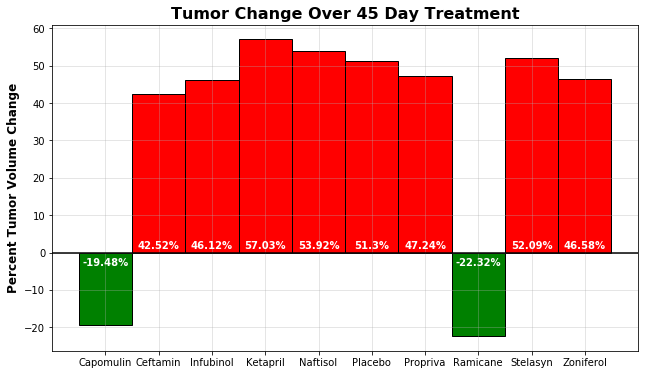 Tumor Change Over 45 Day Treatment
Percent Tumor Volume Change
60
50
40
30
20
10
0
−10
−20
42.52% 46.12% 57.03% 53.92% 51.3% 47.24% 52.09% 46.58%
-19.48% -22.32%
Capomulin Ceftamin Infubinol Ketapril Naftisol Placebo Propriva Ramicane Stelasyn Zoniferol